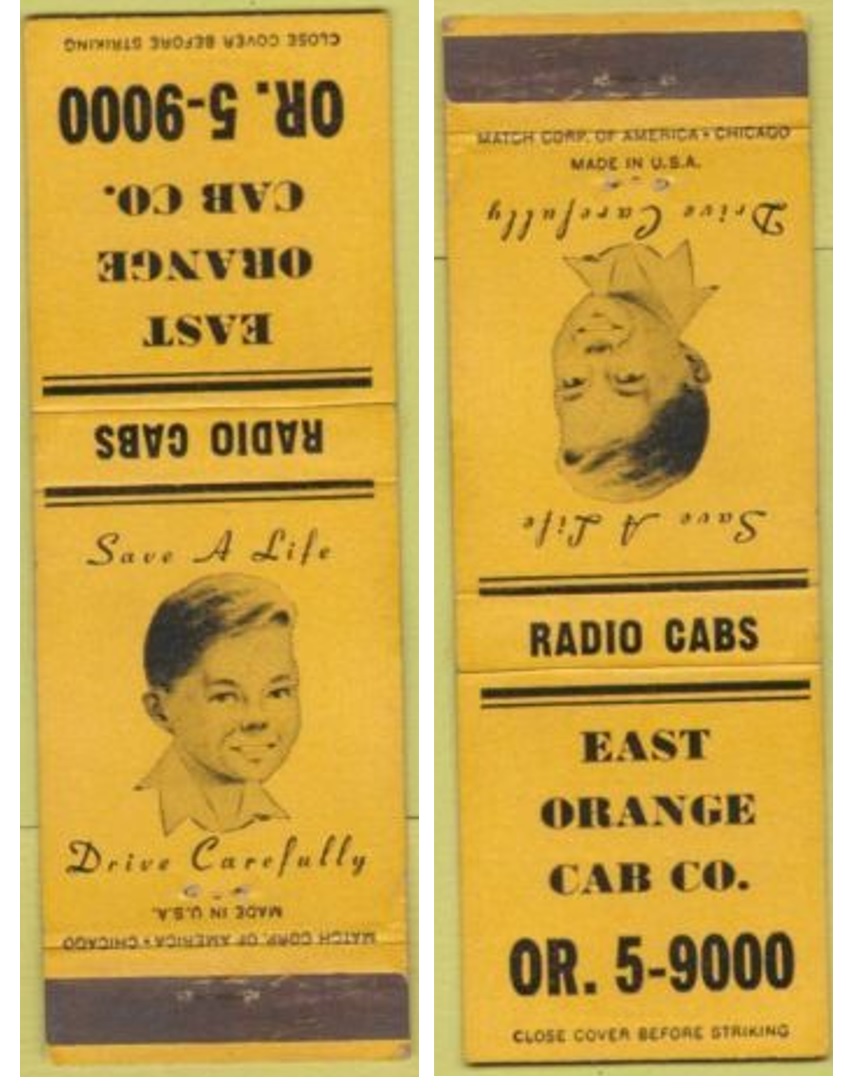 CLOSE COVER BEFORE STRIKING
OR. 5-9000
CAB CO.
ORANGE
EAST
RADIO CABS
Save A Life
Drive Carefully
MADE IN U.S.A.
MATCH CORP. OF AMERICA • CHICAGO
MATCH CORP. OF AMERICA • CHICAGO
MADE IN U.S.A.
Drive Carefully
Save A Life
RADIO CABS
EAST
ORANGE
CAB CO.
OR. 5-9000
CLOSE COVER BEFORE STRIKING